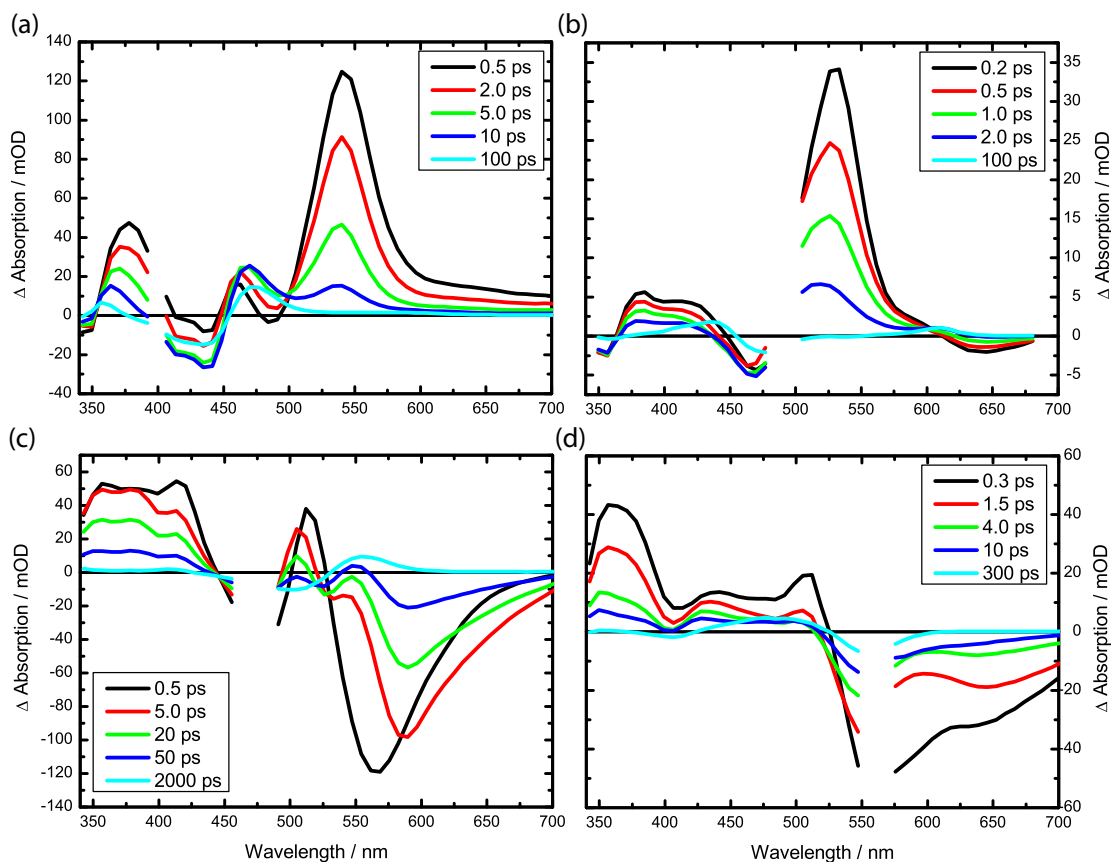 (a)
140
120
100
80
60
40
20
0
-20
-40
Δ Absorption / mOD
0.5 ps
2.0 ps
5.0 ps
10 ps
100 ps
350 400 450 500 550 600 650 700
Wavelength / nm
(b)
0.2 ps
0.5 ps
1.0 ps
2.0 ps
100 ps
35
30
25
20
15
10
5
0
-5
Δ Absorption / mOD
350 400 450 500 550 600 650 700
Wavelength / nm
(c)
60
40
20
0
-20
-40
-60
-80
-100
-120
-140
Δ Absorption / mOD
0.5 ps
5.0 ps
20 ps
50 ps
2000 ps
350 400 450 500 550 600 650 700
Wavelength / nm
(d)
0.3 ps
1.5 ps
4.0 ps
10 ps
300 ps
60
40
20
0
-20
-40
-60
Δ Absorption / mOD
350 400 450 500 550 600 650 700
Wavelength / nm